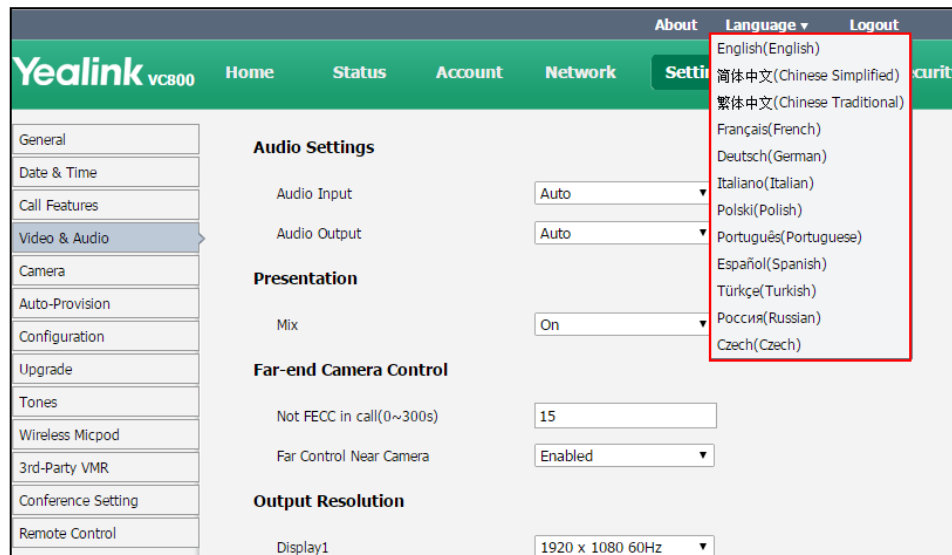 About Language ▾ Logout
Yealink VC800
Home Status Account Network Settin ecurit
English(English)
简体中文(Chinese Simplified)
繁体中文(Chinese Traditional)
Français(French)
Deutsch(German)
Italiano(Italian)
Polski(Polish)
Português(Portuguese)
Español(Spanish)
Türkçe(Turkish)
Россия(Russian)
Czech(Czech)
General
Date & Time
Call Features
Video & Audio
Camera
Auto-Provision
Configuration
Upgrade
Tones
Wireless Micpod
3rd-Party VMR
Conference Setting
Remote Control
Audio Settings
Audio Input Auto
Audio Output Auto
Presentation
Mix On
Far-end Camera Control
Not FECC in call(0~300s) 15
Far Control Near Camera Enabled
Output Resolution
Display1 1920 x 1080 60Hz